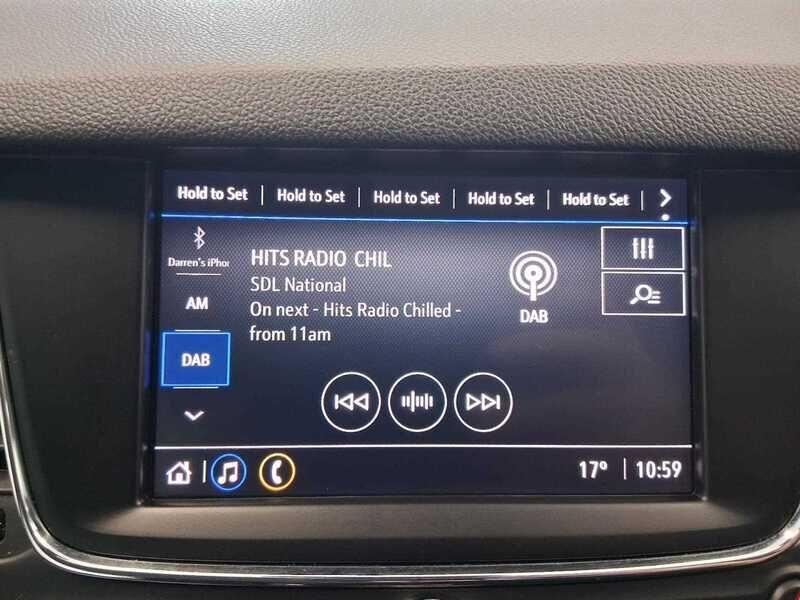 Hold to Set | Hold to Set | Hold to Set | Hold to Set | Hold to Set |
Darren's iPhon
AM
DAB
HITS RADIO CHIL
SDL National
On next - Hits Radio Chilled -
from 11am
DAB
17° | 10:59